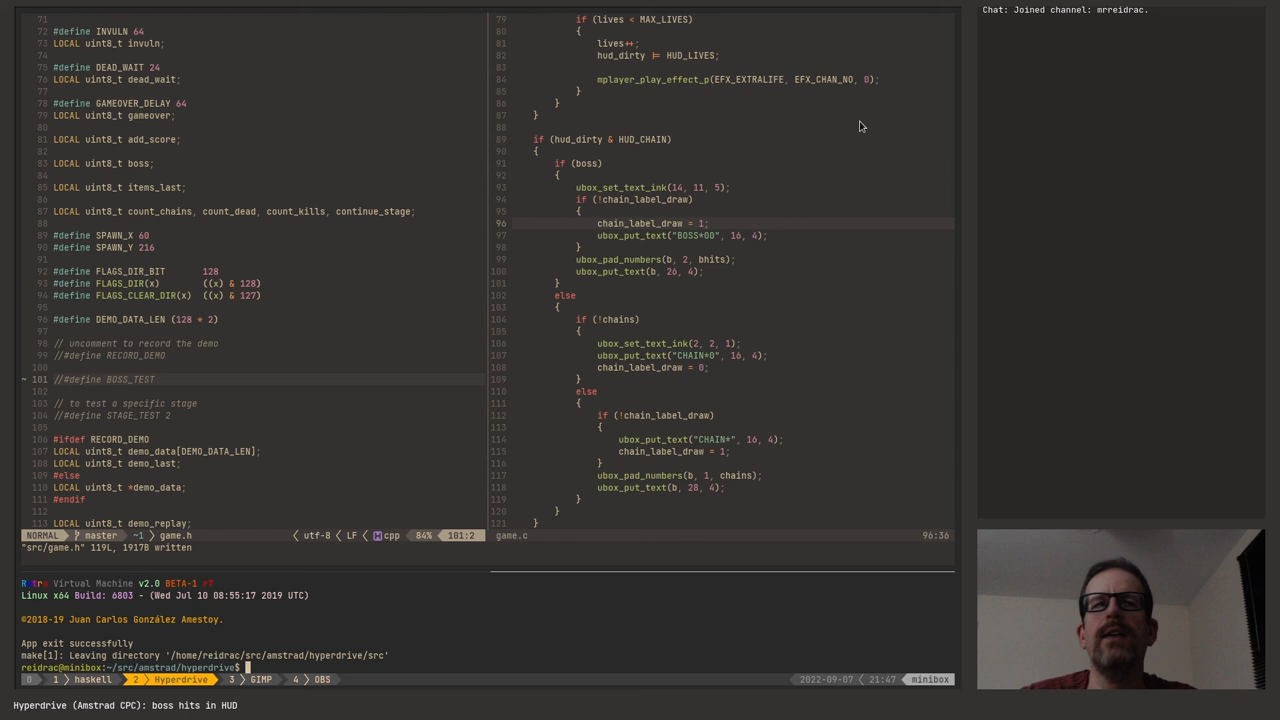 71
72 #define INVULN 64
73 LOCAL uint8_t invuln;
74
75 #define DEAD_WAIT 24
76 LOCAL uint8_t dead_wait;
77
78 #define GAMEOVER_DELAY 64
79 LOCAL uint8_t gameover;
80
81 LOCAL uint8_t add_score;
82
83 LOCAL uint8_t boss;
84
85 LOCAL uint8_t items_last;
86
87 LOCAL uint8_t count_chains, count_dead, count_kills, continue_stage;
88
89 #define SPAWN_X 60
90 #define SPAWN_Y 216
91
92 #define FLAGS_DIR_BIT 128
93 #define FLAGS_DIR(x) ((x) & 128)
94 #define FLAGS_CLEAR_DIR(x) ((x) & 127)
95
96 #define DEMO_DATA_LEN (128 * 2)
97
98 // uncomment to record the demo
99 //#define RECORD_DEMO
100
~ 101 //#define BOSS_TEST
102
103 // to test a specific stage
104 //#define STAGE_TEST 2
105
106 #ifdef RECORD_DEMO
107 LOCAL uint8_t demo_data[DEMO_DATA_LEN];
108 LOCAL uint8_t demo_last;
109 #else
110 LOCAL uint8_t *demo_data;
111 #endif
112
113 LOCAL uint8_t demo_replay;
NORMAL master ~1 game.h utf-8 LF cpp 84% 101:2
"src/game.h" 119L, 1917B written
79 if (lives < MAX_LIVES)
80 {
81 lives++;
82 hud_dirty |= HUD_LIVES;
83
84 mplayer_play_effect_p(EFX_EXTRALIFE, EFX_CHAN_NO, 0);
85 }
86 }
87 }
88
89 if (hud_dirty & HUD_CHAIN)
90 {
91 if (boss)
92 {
93 ubox_set_text_ink(14, 11, 5);
94 if (!chain_label_draw)
95 {
96 chain_label_draw = 1;
97 ubox_put_text("BOSS*00", 16, 4);
98 }
99 ubox_pad_numbers(b, 2, bhits);
100 ubox_put_text(b, 26, 4);
101 }
102 else
103 {
104 if (!chains)
105 {
106 ubox_set_text_ink(2, 2, 1);
107 ubox_put_text("CHAIN*0", 16, 4);
108 chain_label_draw = 0;
109 }
110 else
111 {
112 if (!chain_label_draw)
113 {
114 ubox_put_text("CHAIN*", 16, 4);
115 chain_label_draw = 1;
116 }
117 ubox_pad_numbers(b, 1, chains);
118 ubox_put_text(b, 28, 4);
119 }
120 }
121 }
game.c 96:36
Retro Virtual Machine v2.0 BETA-1 r7
Linux x64 Build: 6803 - (Wed Jul 10 08:55:17 2019 UTC)
©2018-19 Juan Carlos González Amestoy.
App exit successfully
make[1]: Leaving directory '/home/reidrac/src/amstrad/hyperdrive/src'
reidrac@minibox:~/src/amstrad/hyperdrive$
0 1 haskell 2 Hyperdrive 3 GIMP 4 OBS 2022-09-07 21:47 minibox
Hyperdrive (Amstrad CPC): boss hits in HUD
Chat: Joined channel: mrreidrac.